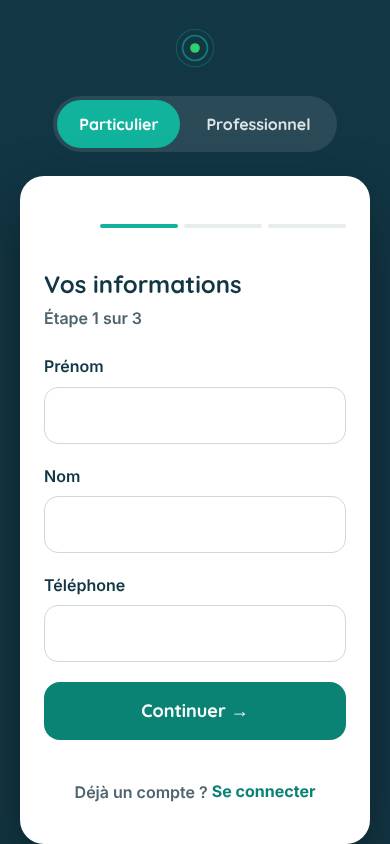 Particulier Professionnel
Vos informations
Étape 1 sur 3
Prénom
Nom
Téléphone
Continuer →
Déjà un compte ? Se connecter